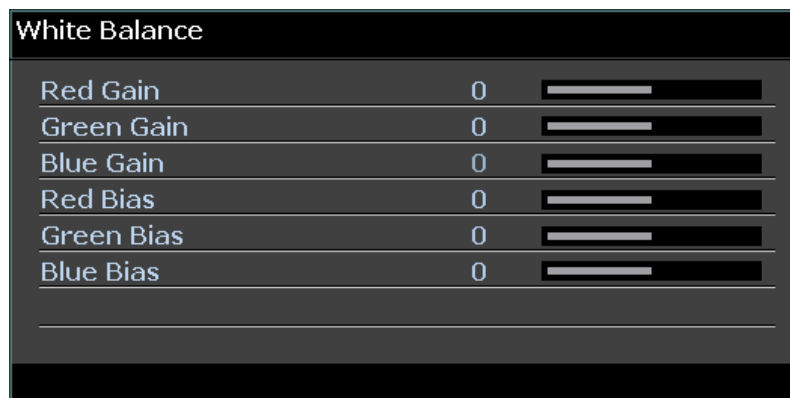 White Balance
Red Gain 0
Green Gain 0
Blue Gain 0
Red Bias 0
Green Bias 0
Blue Bias 0